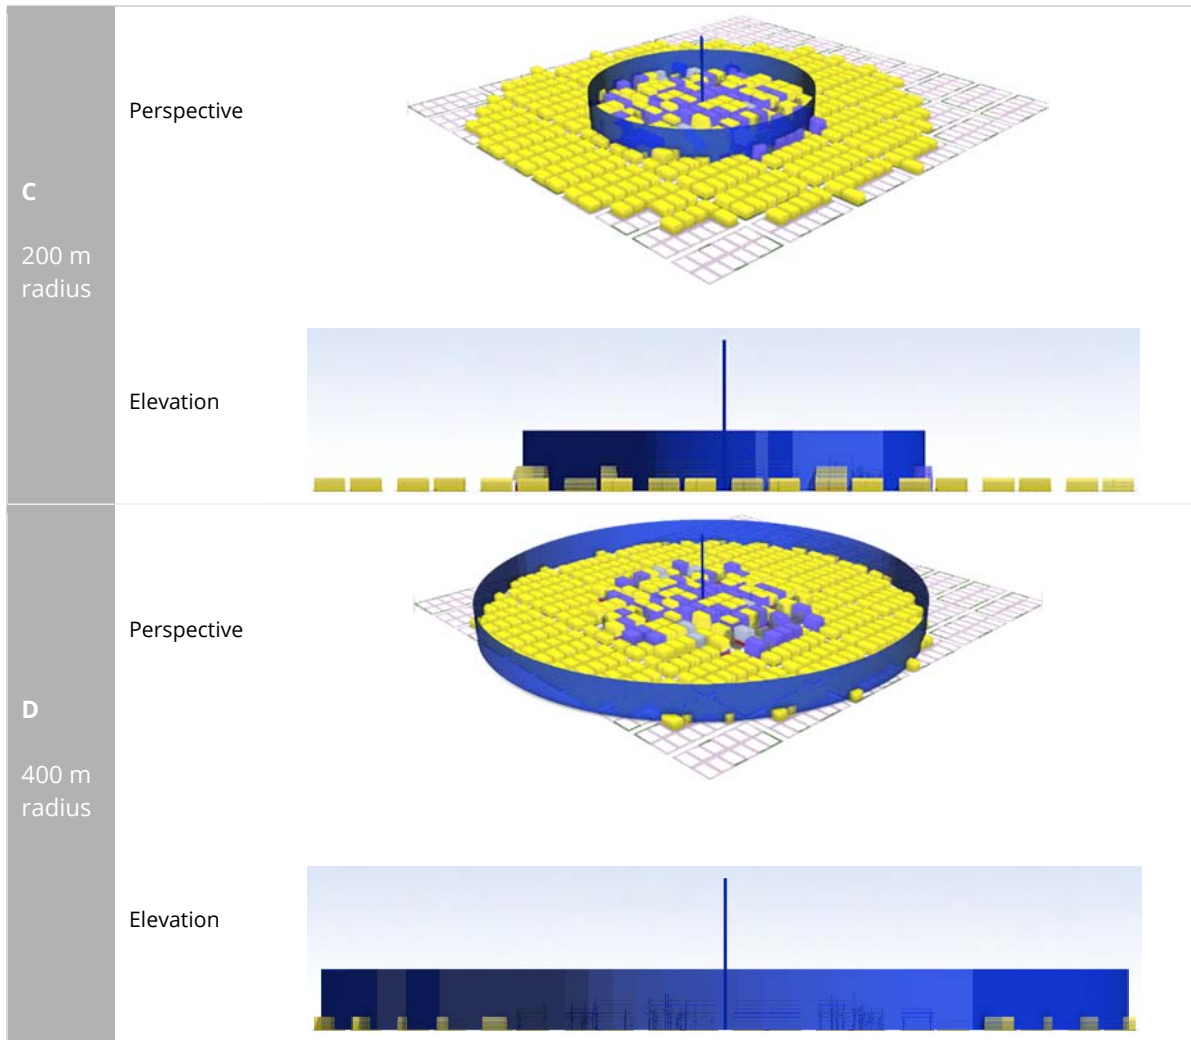 C
200 m
radius
Perspective
Elevation
D
400 m
radius
Perspective
Elevation